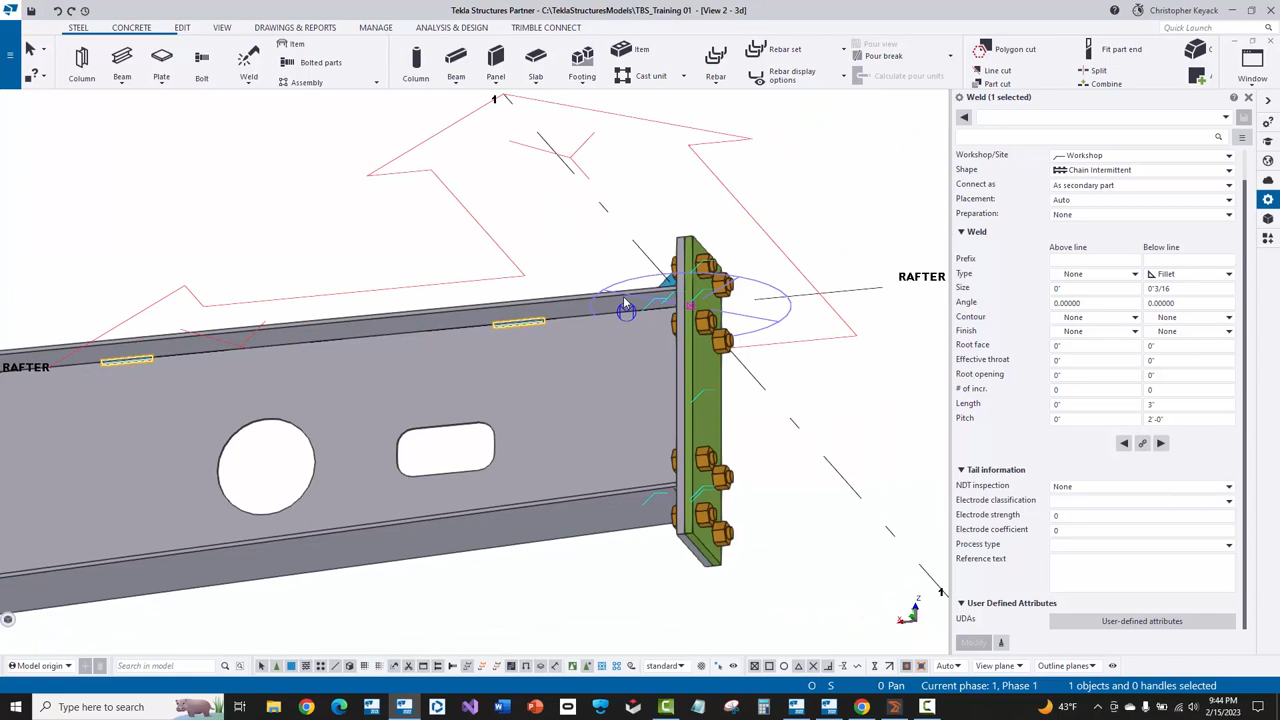 Tekla Structures Partner - C:\TeklaStructuresModels\TBS_Training 01 - [View 2 - 3d]
Christopher Keyack
STEEL CONCRETE EDIT VIEW DRAWINGS & REPORTS MANAGE ANALYSIS & DESIGN TRIMBLE CONNECT
Quick Launch
Column Beam Plate Bolt Weld
Item
Bolted parts
Assembly
Column Beam Panel Slab Footing
Item
Cast unit
Rebar
Rebar set
Rebar display options
Pour view
Pour break
Calculate pour units
Polygon cut
Line cut
Part cut
Fit part end
Split
Combine
Window
Weld (1 selected)
Workshop/Site Workshop
Shape Chain Intermittent
Connect as As secondary part
Placement: Auto
Preparation: None
Weld
Above line Below line
Prefix
Type None Fillet
Size 0" 0"3/16
Angle 0.00000 0.00000
Contour None None
Finish None None
Root face 0" 0"
Effective throat 0" 0"
Root opening 0" 0"
# of incr. 0 0
Length 0" 3"
Pitch 0" 2'-0"
Tail information
NDT inspection None
Electrode classification
Electrode strength 0
Electrode coefficient 0
Process type
Reference text
User Defined Attributes
UDAs User-defined attributes
Modify
1
RAFTER
RAFTER
1
z
x
Model origin
Search in model
standard
Auto
View plane
Outline planes
O S 0 Pan Current phase: 1, Phase 1 1 objects and 0 handles selected
Type here to search
9:44 PM
2/15/2023